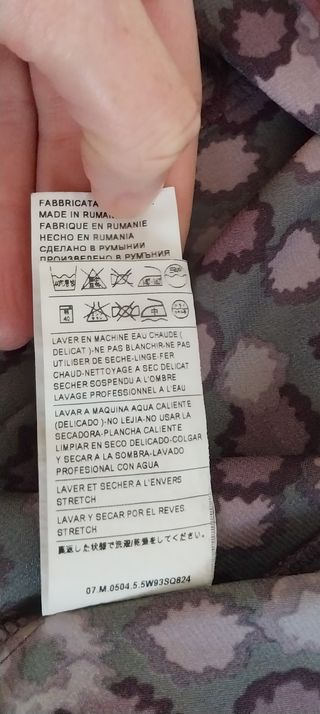 FABBRICATA
MADE IN RUMAN
FABRIQUE EN RUMANIE
HECHO EN RUMANIA
СДЕЛАНО В РУМЫНИИ
ПРОИЗВЕДЕНО В РУМЪНИЯ
40
LAVER EN MACHINE EAU CHAUDE (
DELICAT )-NE PAS BLANCHIR-NE PAS
UTILISER DE SECHE-LINGE-FER
CHAUD-NETTOYAGE A SEC DELICAT
SECHER SOSPENDU A L'OMBRE
LAVAGE PROFESSIONNEL A L'EAU
LAVAR A MAQUINA AQUA CALIENTE
(DELICADO )-NO LEJIA-NO USAR LA
SECADORA-PLANCHA CALIENTE
LIMPIAR EN SECO DELICADO-COLGAR
Y SECAR A LA SOMBRA-LAVADO
PROFESIONAL CON AGUA
LAVER ET SECHER A L'ENVERS
STRETCH
LAVAR Y SECAR POR EL REVES
STRETCH
裏返した状態で洗濯/乾燥をしてください。
07.M.0504.5.5W93SQ824